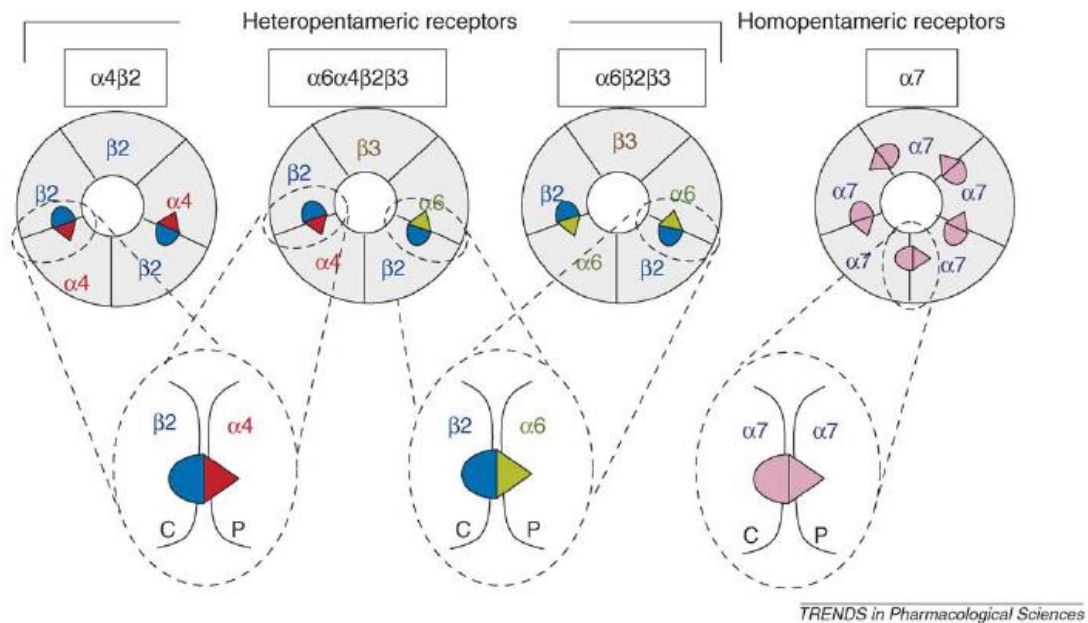 Heteropentameric receptors
Homopentameric receptors
α4β2
α6α4β2β3
α6β2β3
α7
β2
β2
α4
α4
β2
β3
β2
α6
α4
β2
β3
β2
α6
α6
β2
α7
α7
α7
α7
α7
β2
α4
C
P
β2
α6
C
P
α7
α7
C
P
TRENDS in Pharmacological Sciences